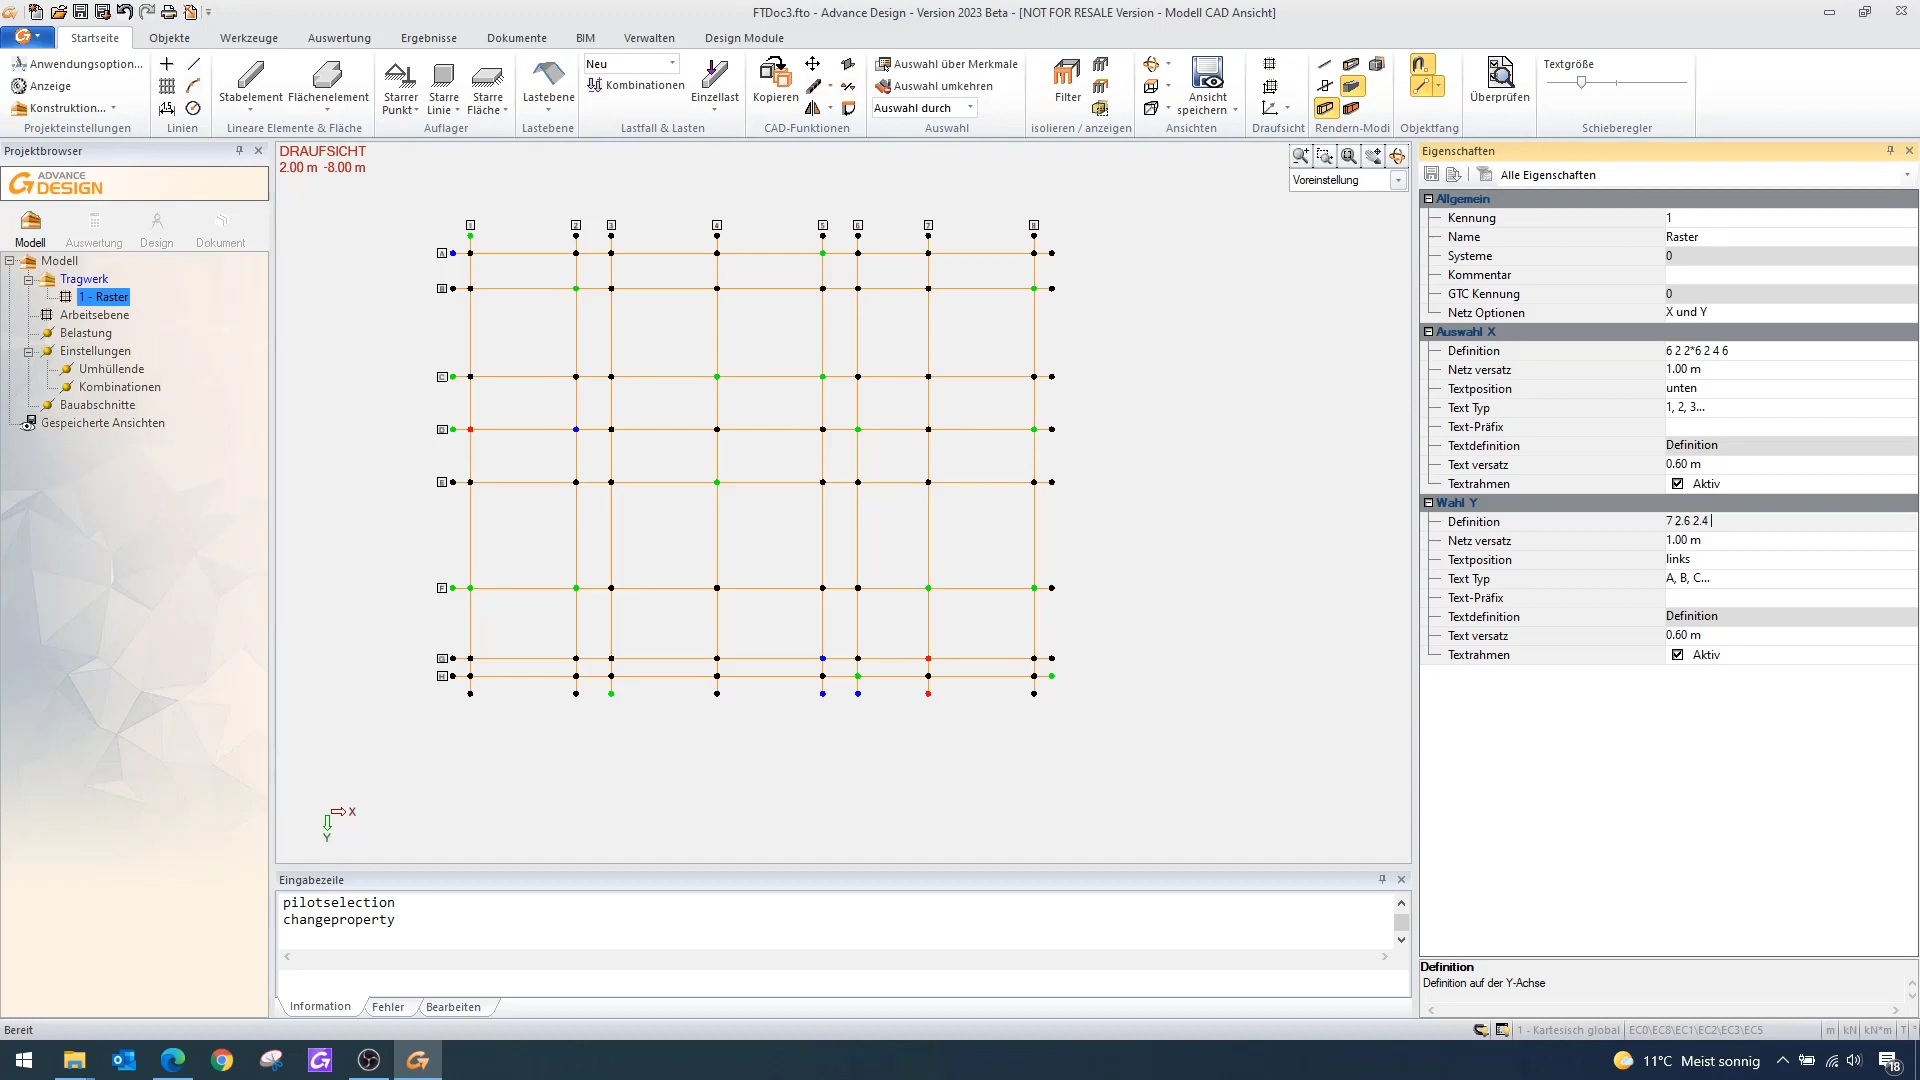 FTDoc3.fto - Advance Design - Version 2023 Beta - [NOT FOR RESALE Version - Modell CAD Ansicht]
Startseite
Objekte
Werkzeuge
Auswertung
Ergebnisse
Dokumente
BIM
Verwalten
Design Module
Anwendungsoption...
Anzeige
Konstruktion...
Projekteinstellungen
Linien
Stabelement
Flächenelement
Lineare Elemente & Fläche
Starrer Punkt
Starre Linie
Starre Fläche
Auflager
Lastebene
Lastebene
Neu
Kombinationen
Einzellast
Lastfall & Lasten
Kopieren
CAD-Funktionen
Auswahl über Merkmale
Auswahl umkehren
Auswahl durch
Auswahl
Filter
isolieren / anzeigen
Ansicht speichern
Ansichten
Draufsicht
Rendern-Modi
Objektfang
Überprüfen
Textgröße
Schieberegler
Projektbrowser
ADVANCE
DESIGN
Modell
Auswertung
Design
Dokument
Modell
Tragwerk
1 - Raster
Arbeitsebene
Belastung
Einstellungen
Umhüllende
Kombinationen
Bauabschnitte
Gespeicherte Ansichten
DRAUFSICHT
2.00 m -8.00 m
Voreinstellung
1 2 3 4 5 6 7 8
A
B
C
D
E
F
G
H
X
Y
Eingabezeile
pilotselection
changeproperty
Information
Fehler
Bearbeiten
Eigenschaften
Alle Eigenschaften
Allgemein
Kennung 1
Name Raster
Systeme 0
Kommentar
GTC Kennung 0
Netz Optionen X und Y
Auswahl X
Definition 6 2 2*6 2 4 6
Netz versatz 1.00 m
Textposition unten
Text Typ 1, 2, 3...
Text-Präfix
Textdefinition Definition
Text versatz 0.60 m
Textrahmen Aktiv
Wahl Y
Definition 7 2.6 2.4
Netz versatz 1.00 m
Textposition links
Text Typ A, B, C...
Text-Präfix
Textdefinition Definition
Text versatz 0.60 m
Textrahmen Aktiv
Definition
Definition auf der Y-Achse
Bereit
1 - Kartesisch global
EC0\EC8\EC1\EC2\EC3\EC5
m
kN
kN*m
T
11°C Meist sonnig
18